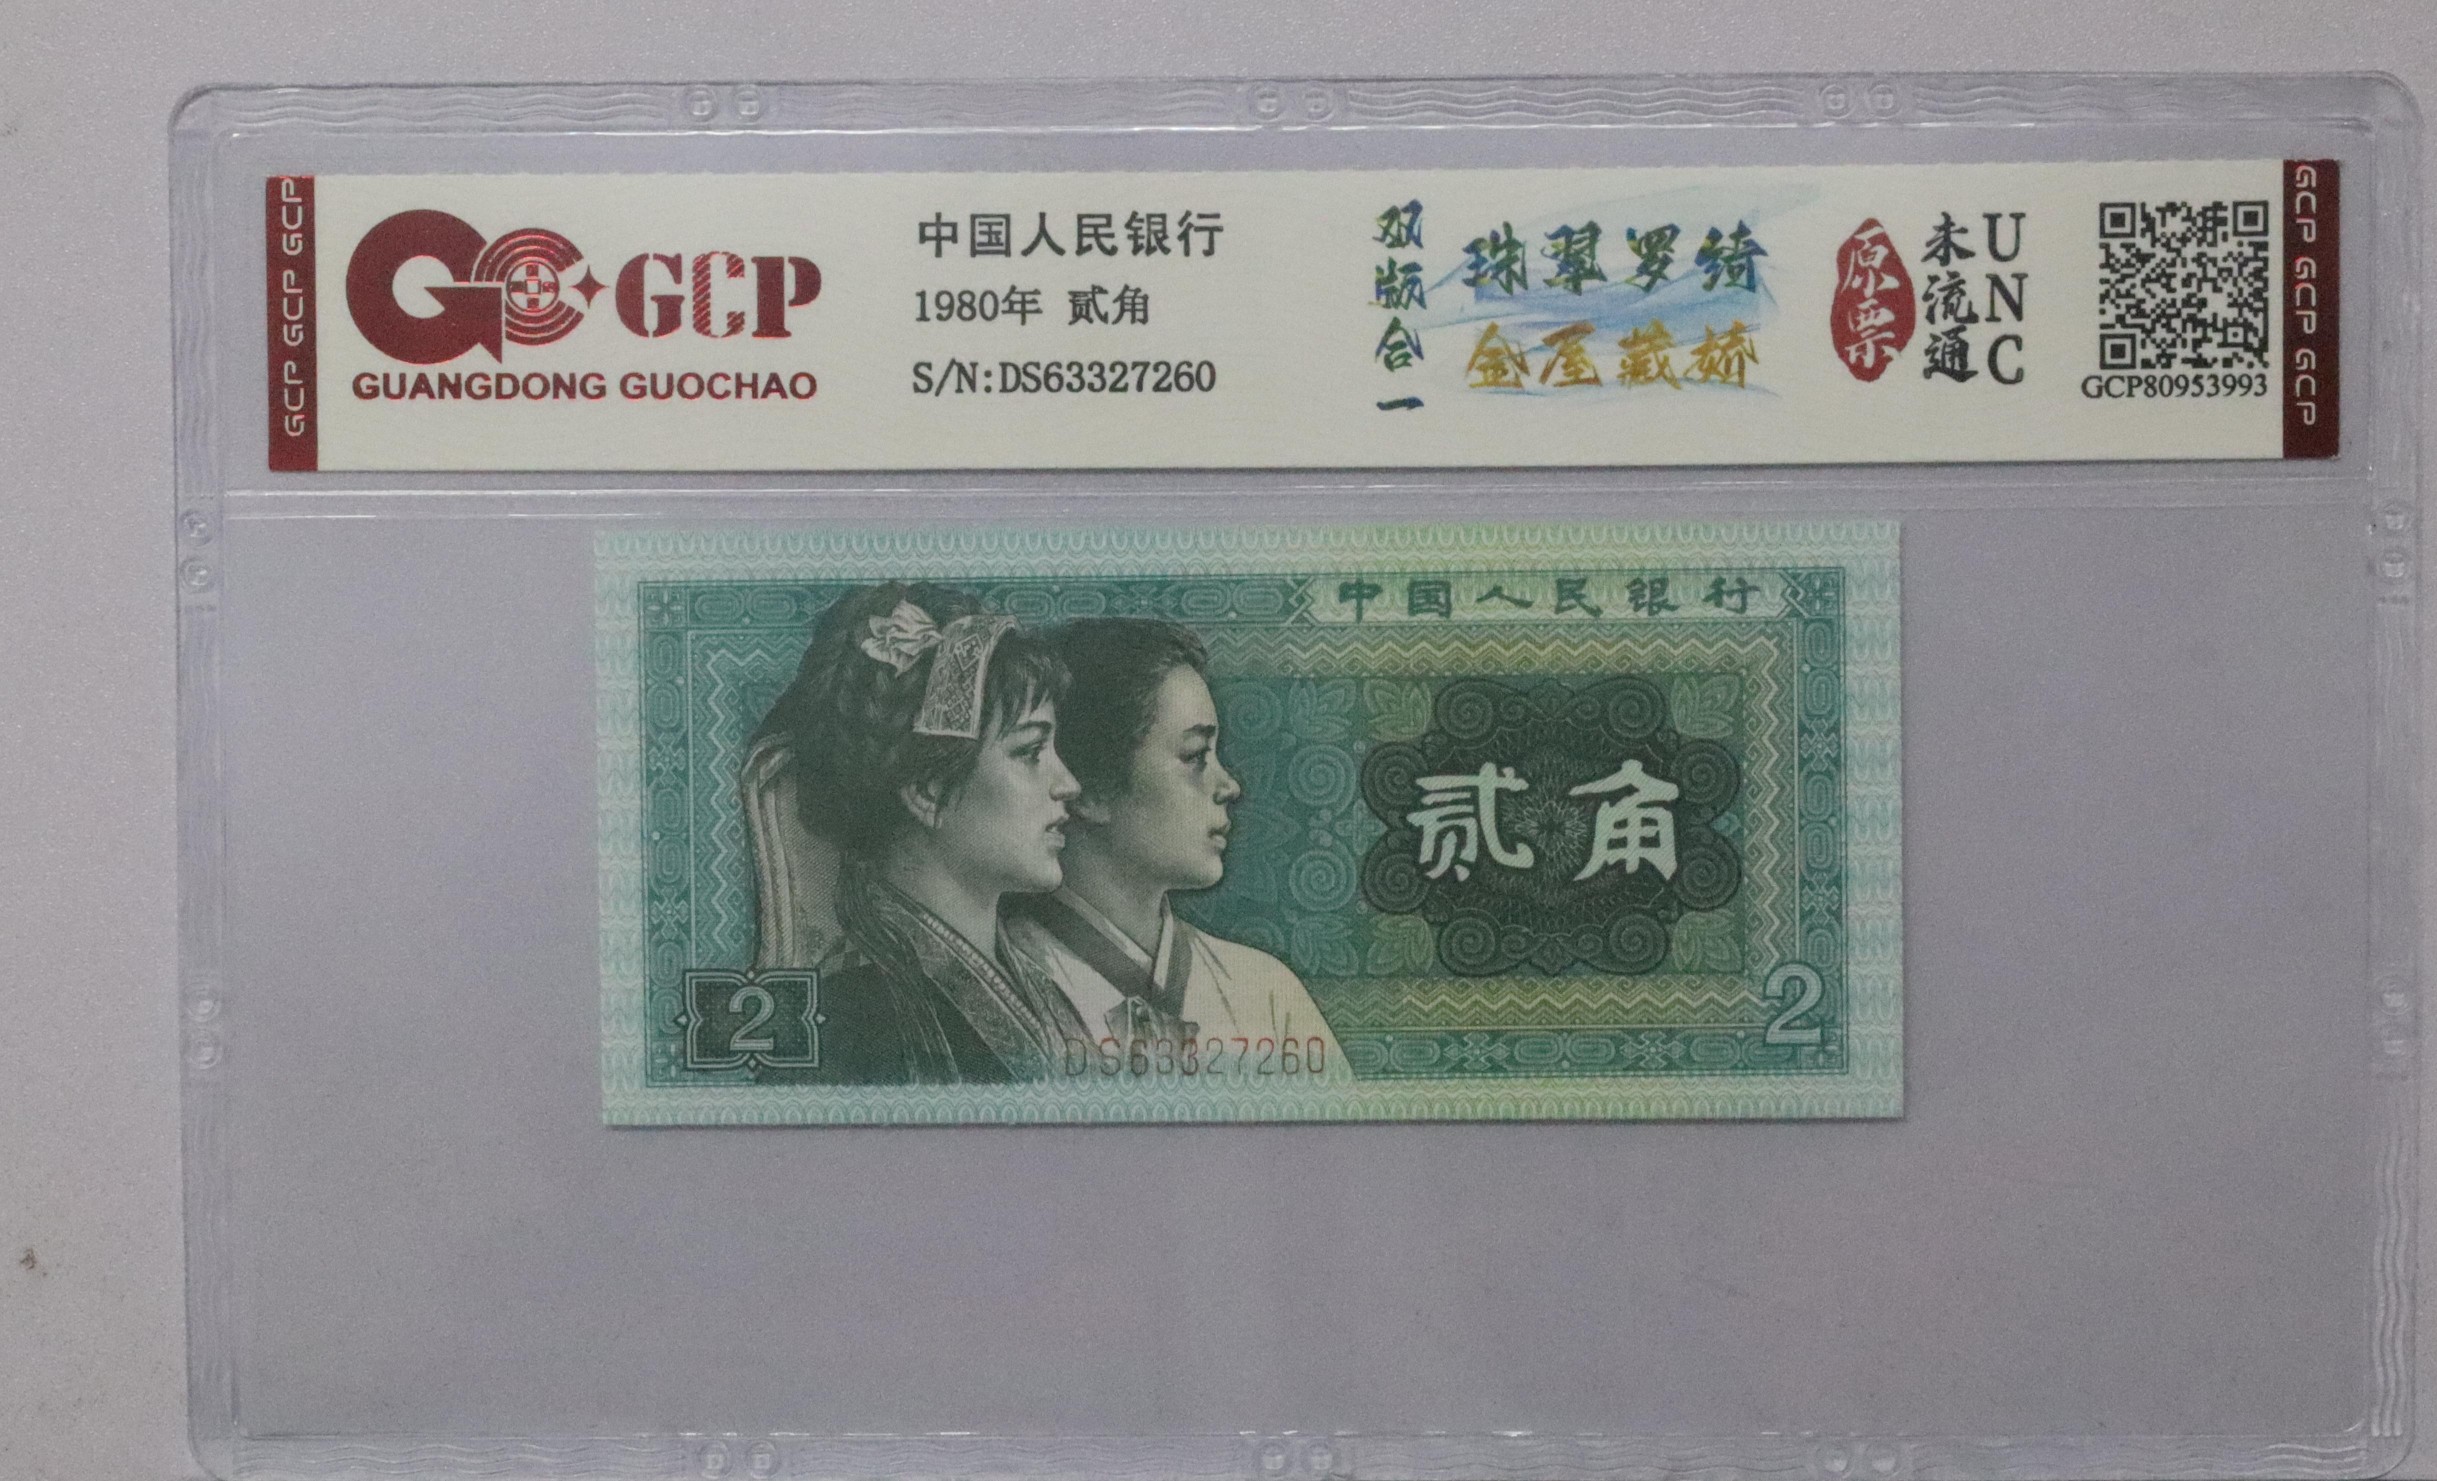 GCP GCP GCP
GCP
GUANGDONG GUOCHAO
中国人民银行
1980年 贰角
S/N:DS63327260
双版合一
珠翠罗绮
金屋藏娇
原票
未流通
UNC
GCP80953993
GCP GCP GCP
中国人民银行
贰角
2
2
DS63327260